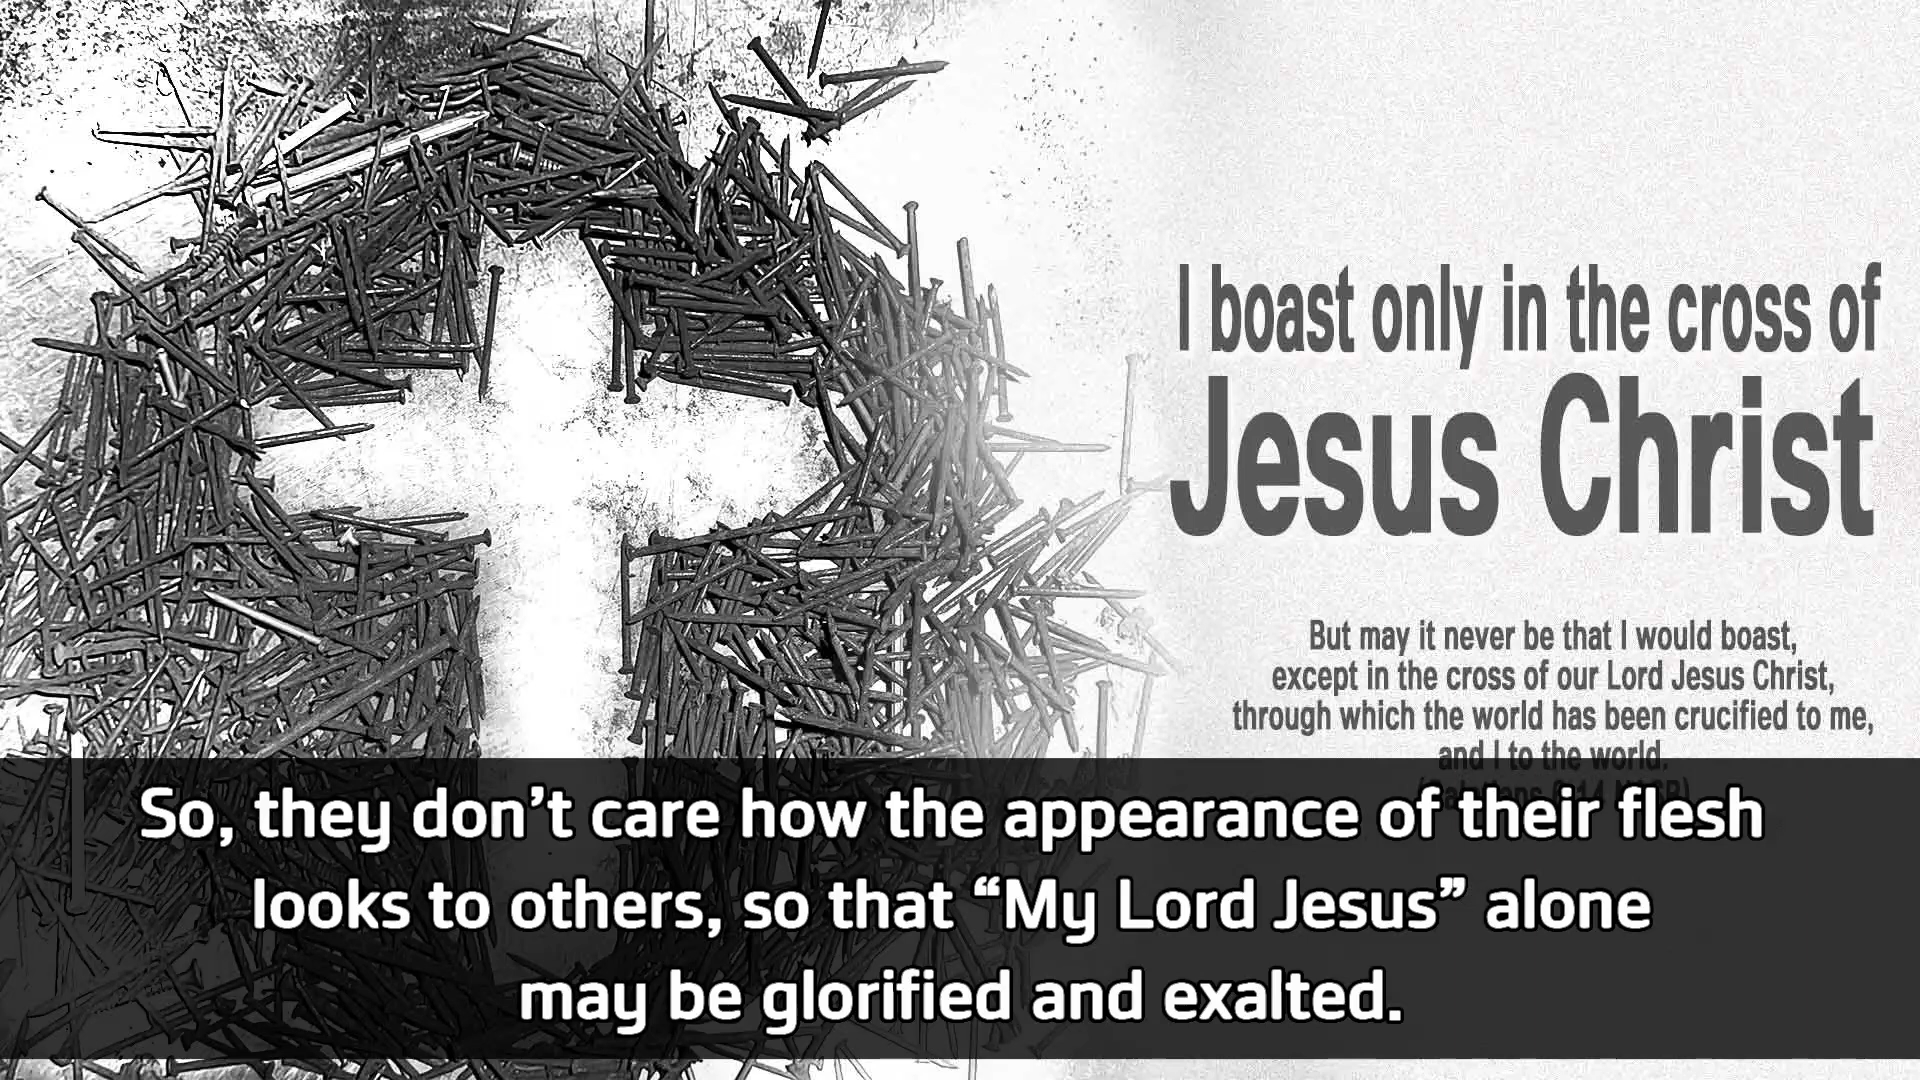 I boast only in the cross of
Jesus Christ
But may it never be that I would boast,
except in the cross of our Lord Jesus Christ,
through which the world has been crucified to me,
and I to the world.
So, they don't care how the appearance of their flesh
looks to others, so that “My Lord Jesus” alone
may be glorified and exalted.